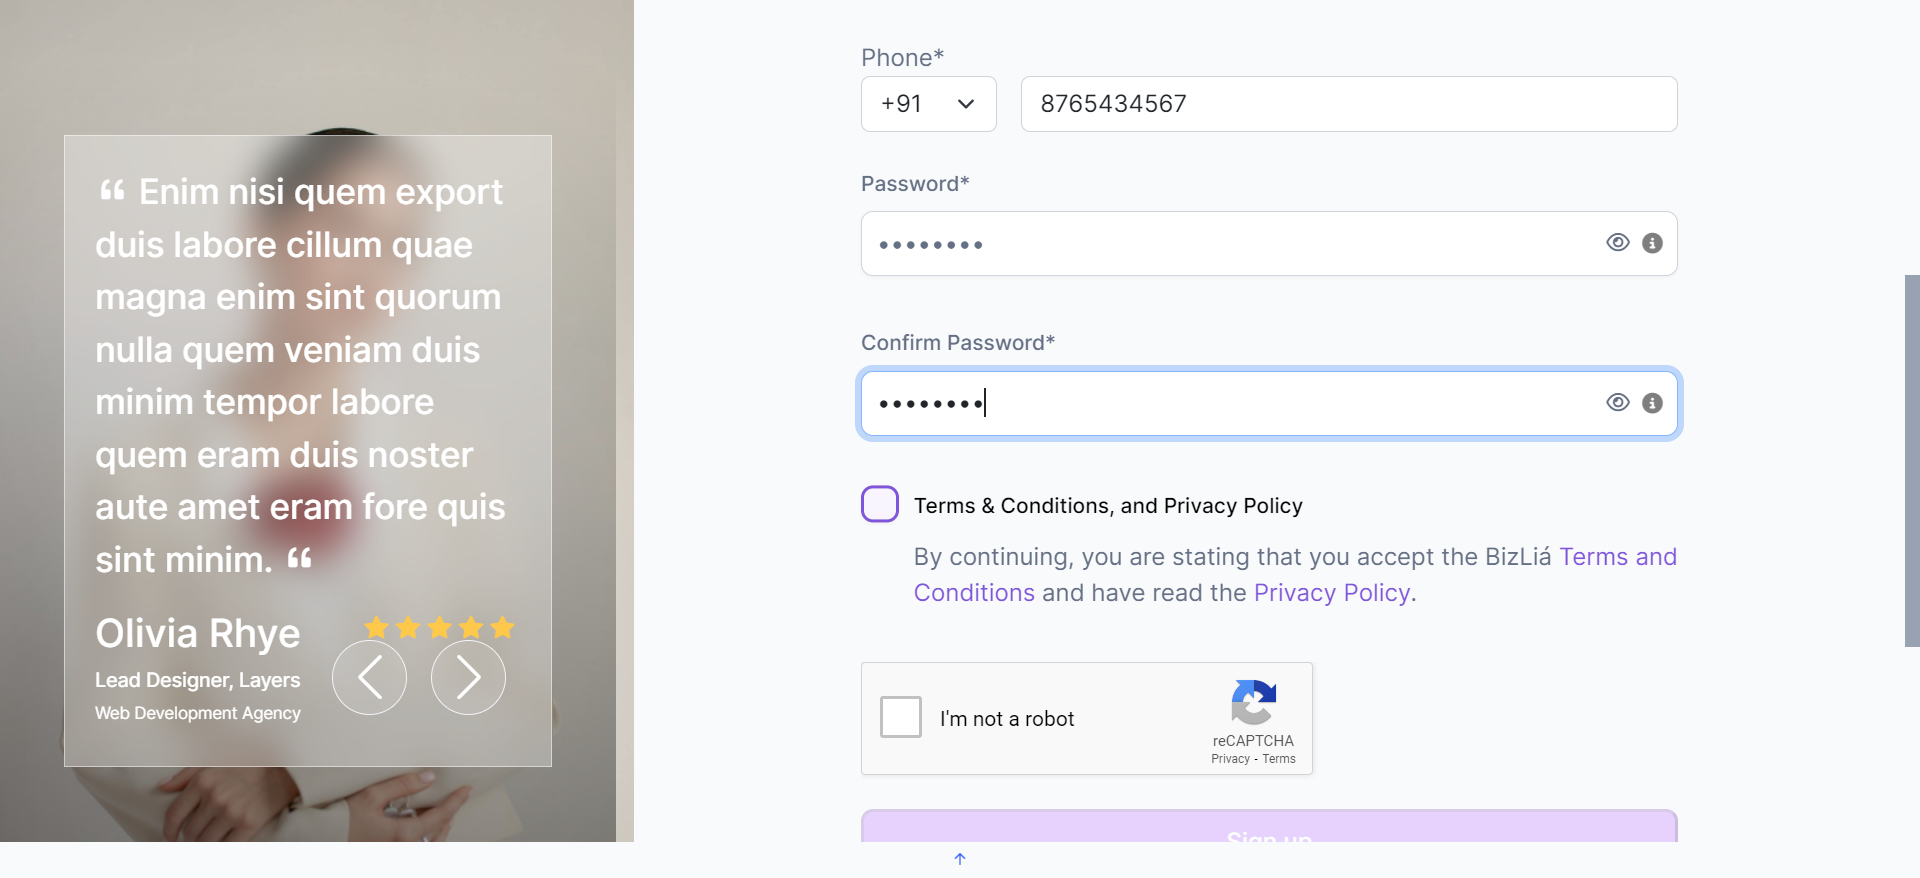 “ Enim nisi quem export
duis labore cillum quae
magna enim sint quorum
nulla quem veniam duis
minim tempor labore
quem eram duis noster
aute amet eram fore quis
sint minim. “
Olivia Rhye
Lead Designer, Layers
Web Development Agency
Phone*
+91
8765434567
Password*
Confirm Password*
Terms & Conditions, and Privacy Policy
By continuing, you are stating that you accept the BizLiá Terms and
Conditions and have read the Privacy Policy.
I'm not a robot
reCAPTCHA
Privacy - Terms
Sign up